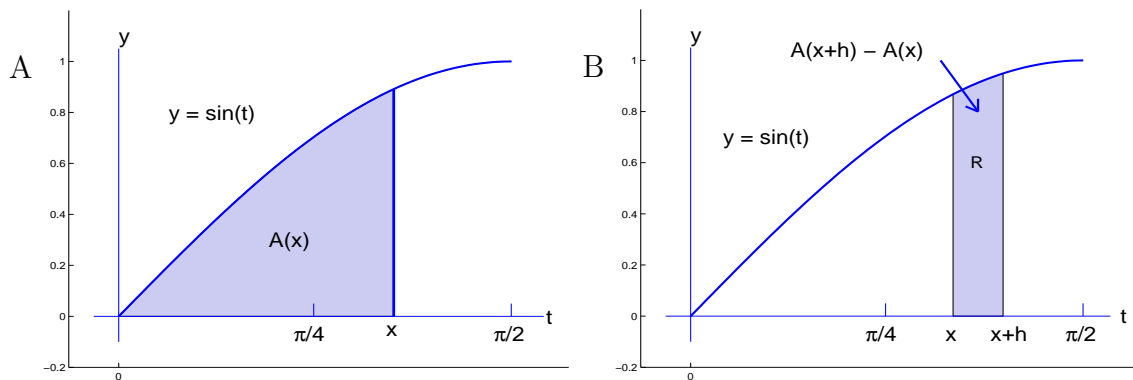 A
y
1
0.8
0.6
0.4
0.2
0
−0.2
y = sin(t)
A(x)
π/4
x
π/2
t
0
B
y
1
0.8
0.6
0.4
0.2
0
−0.2
A(x+h) − A(x)
y = sin(t)
R
π/4
x
x+h
π/2
t
0